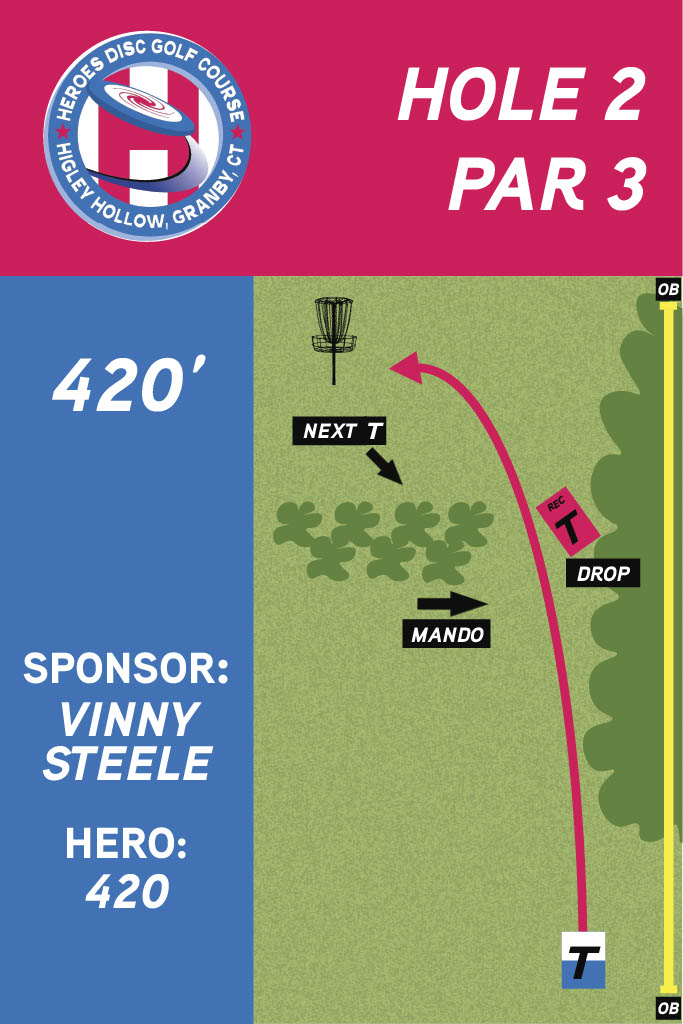 HEROES DISC GOLF COURSE
HIGLEY HOLLOW, GRANBY, CT
H
HOLE 2
PAR 3
420’
SPONSOR:
VINNY
STEELE
HERO:
420
OB
NEXT T
REC
T
DROP
MANDO
T
OB